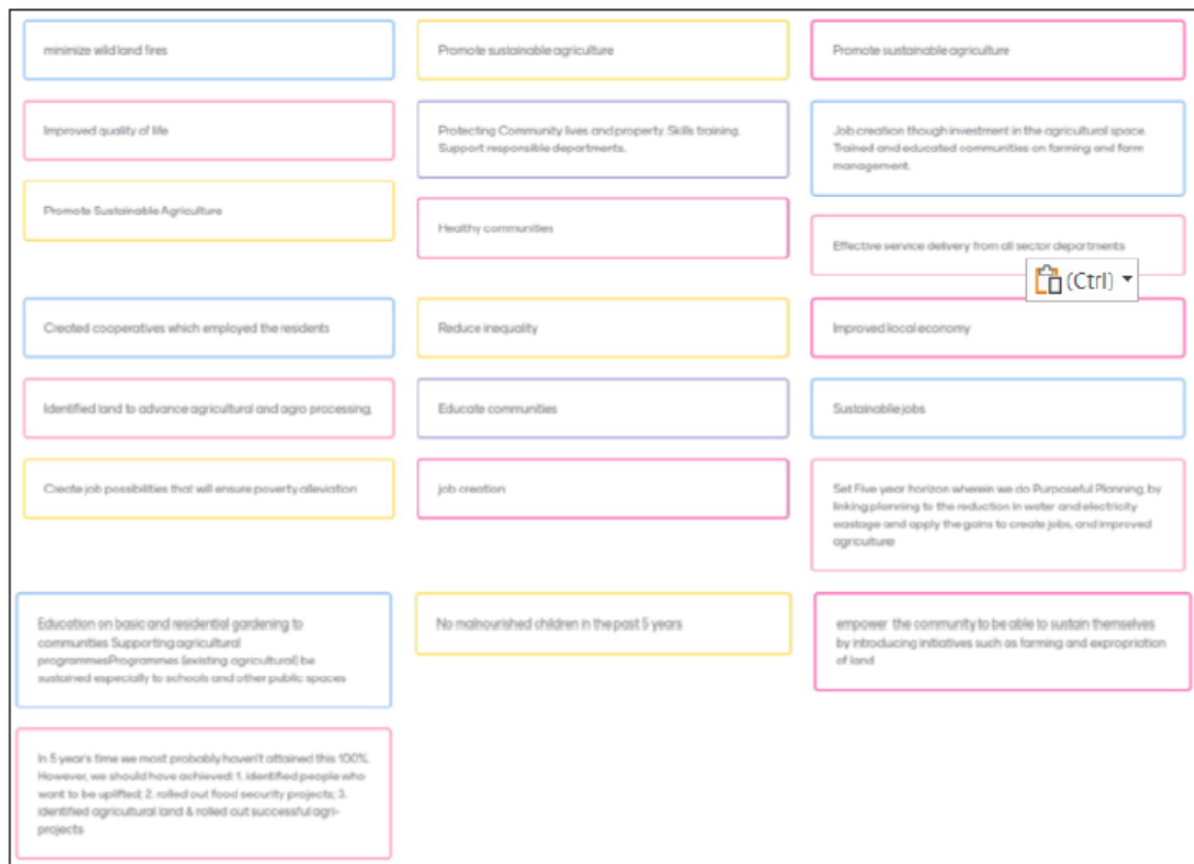 minimize wild land fires
Promote sustainable agriculture
Promote sustainable agriculture
Improved quality of life
Protecting Community lives and property. Skills training.
Support responsible departments.
Job creation though investment in the agricultural space.
Trained and educated communities on farming and farm
management.
Promote Sustainable Agriculture
Healthy communities
Effective service delivery from all sector departments
(Ctrl)
Created cooperatives which employed the residents
Reduce inequality
Improved local economy
Identified land to advance agricultural and agro processing,
Educate communities
Sustainable jobs
Create job possibilities that will ensure poverty alleviation
job creation
Set Five year horizon wherein we do Purposeful Planning, by
linking planning to the reduction in water and electricity
wastage and apply the gains to create jobs, and improved
agriculture
Education on basic and residential gardening to
communities Supporting agricultural
programmesProgrammes (existing agricultural) be
sustained especially to schools and other public spaces
No malnourished children in the past 5 years
empower the community to be able to sustain themselves
by introducing initiatives such as farming and expropriation
of land
In 5 year's time we most probably haven't attained this 100%.
However, we should have achieved: 1. identified people who
want to be uplifted; 2. rolled out food security projects; 3.
identified agricultural land & rolled out successful agri-
projects